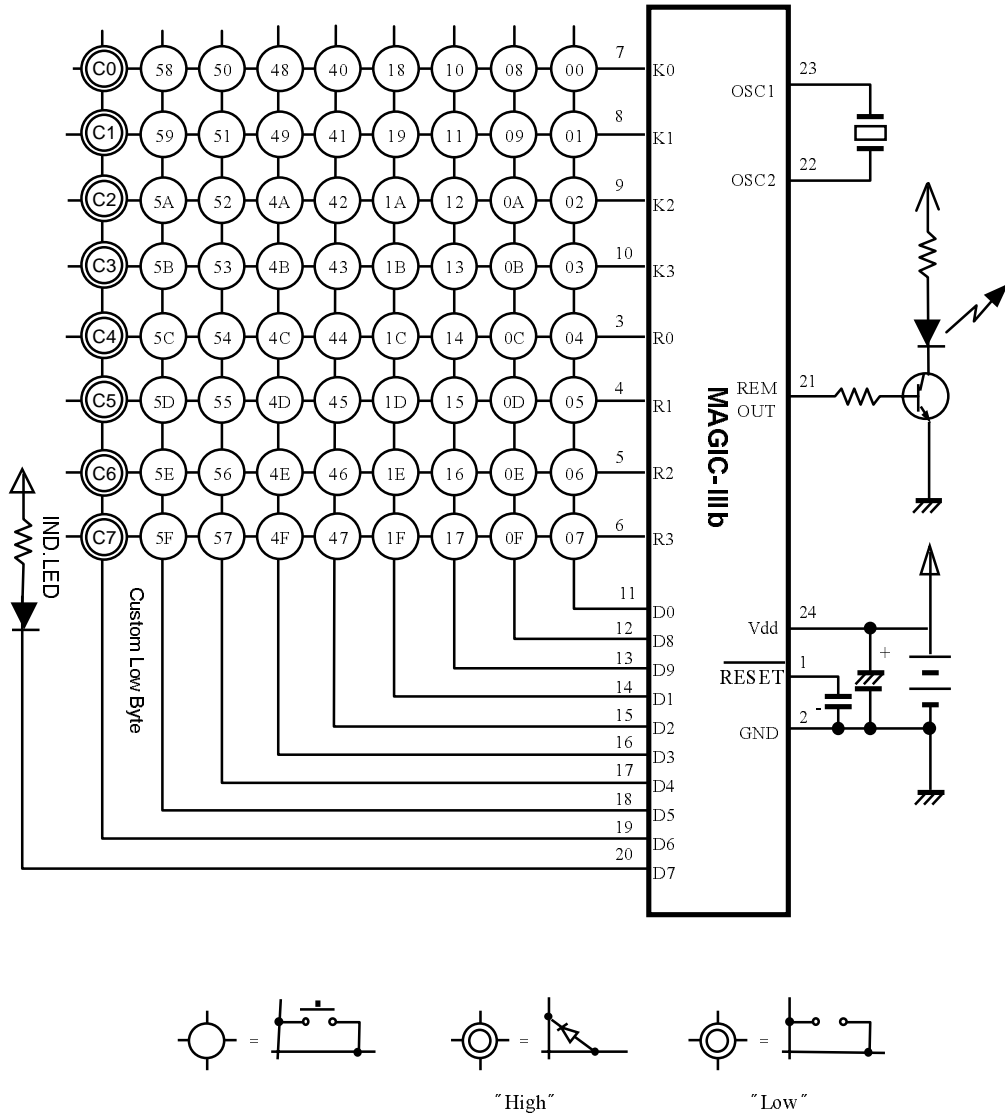 C0 58 50 48 40 18 10 08 00 7 K0
C1 59 51 49 41 19 11 09 01 8 K1
C2 5A 52 4A 42 1A 12 0A 02 9 K2
C3 5B 53 4B 43 1B 13 0B 03 10 K3
C4 5C 54 4C 44 1C 14 0C 04 3 R0
C5 5D 55 4D 45 1D 15 0D 05 4 R1
C6 5E 56 4E 46 1E 16 0E 06 5 R2
C7 5F 57 4F 47 1F 17 0F 07 6 R3
IND.LED
Custom Low Byte
11 D0
12 D8
13 D9
14 D1
15 D2
16 D3
17 D4
18 D5
19 D6
20 D7
MAGIC-IIIb
OSC1 23
OSC2 22
REM 21
OUT
Vdd 24
+
RESET 1
-
GND 2
= = =
"High" "Low"